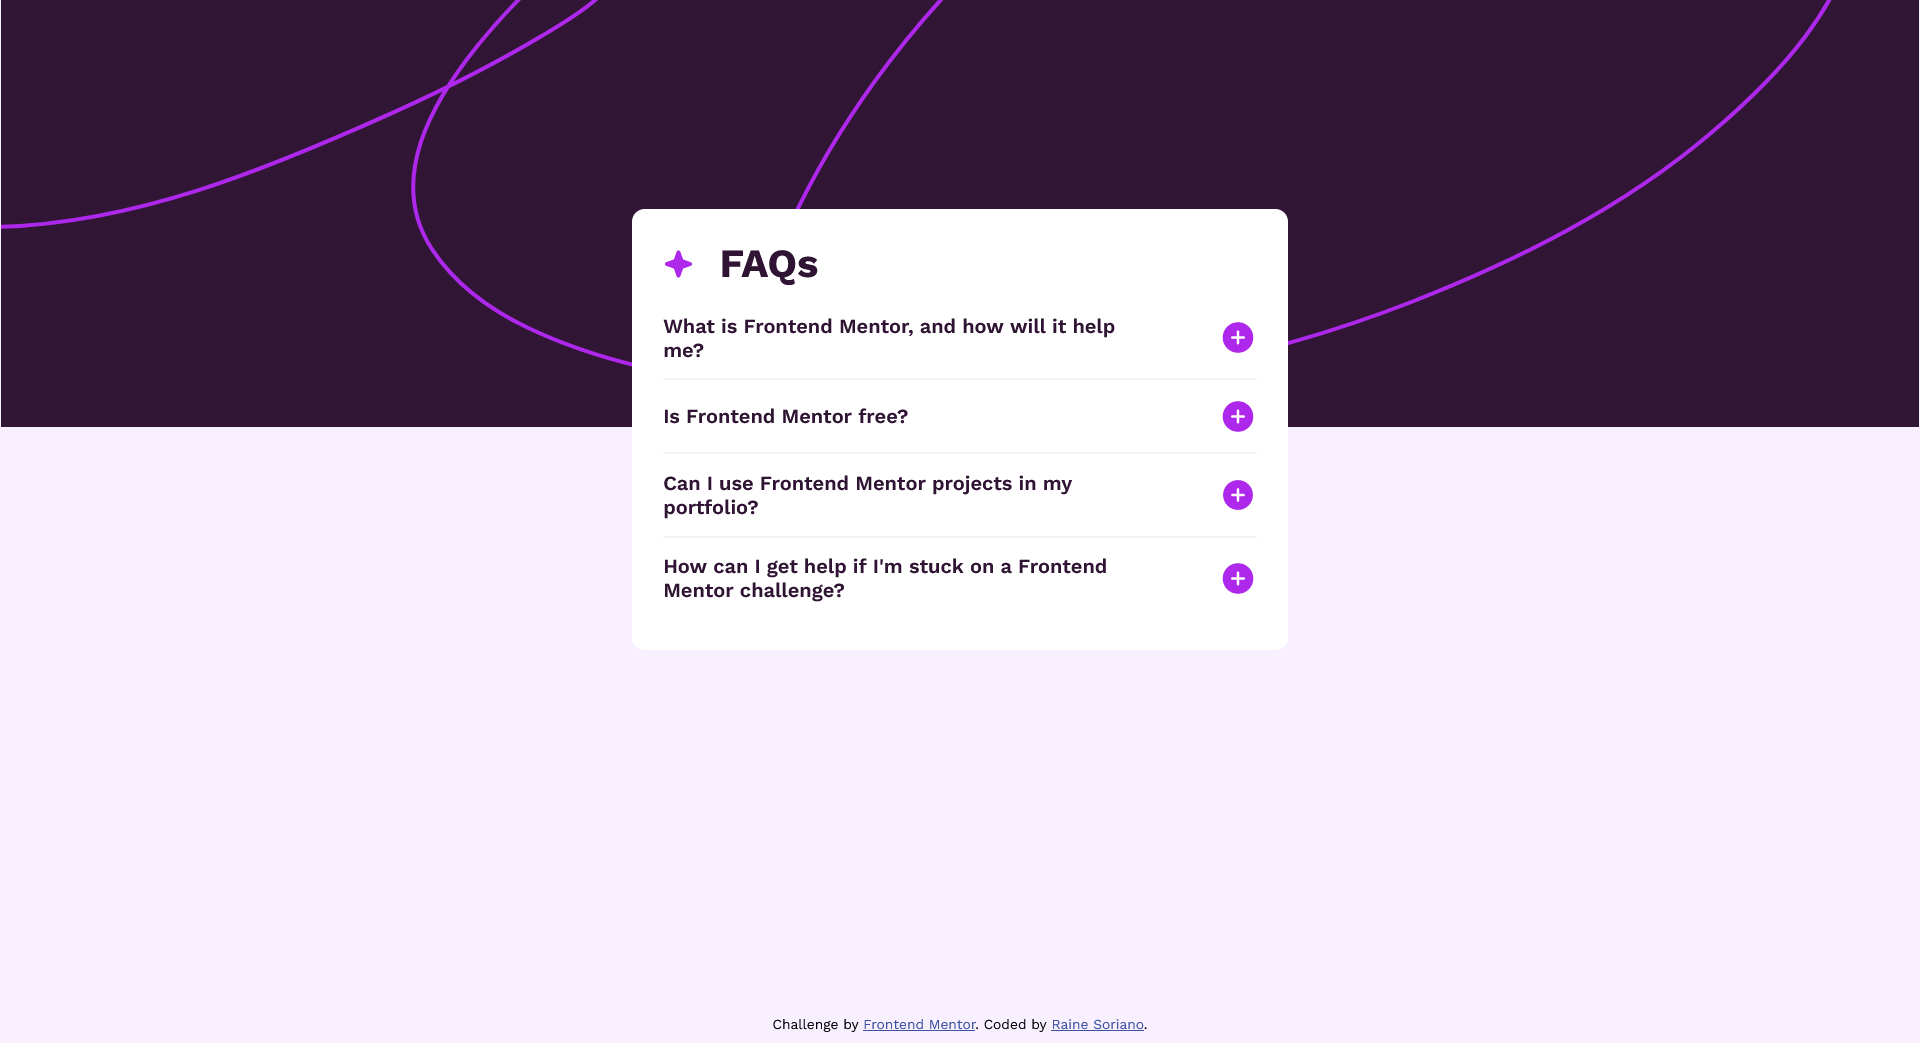 FAQs
What is Frontend Mentor, and how will it help
me?
Is Frontend Mentor free?
Can I use Frontend Mentor projects in my
portfolio?
How can I get help if I'm stuck on a Frontend
Mentor challenge?
Challenge by Frontend Mentor. Coded by Raine Soriano.